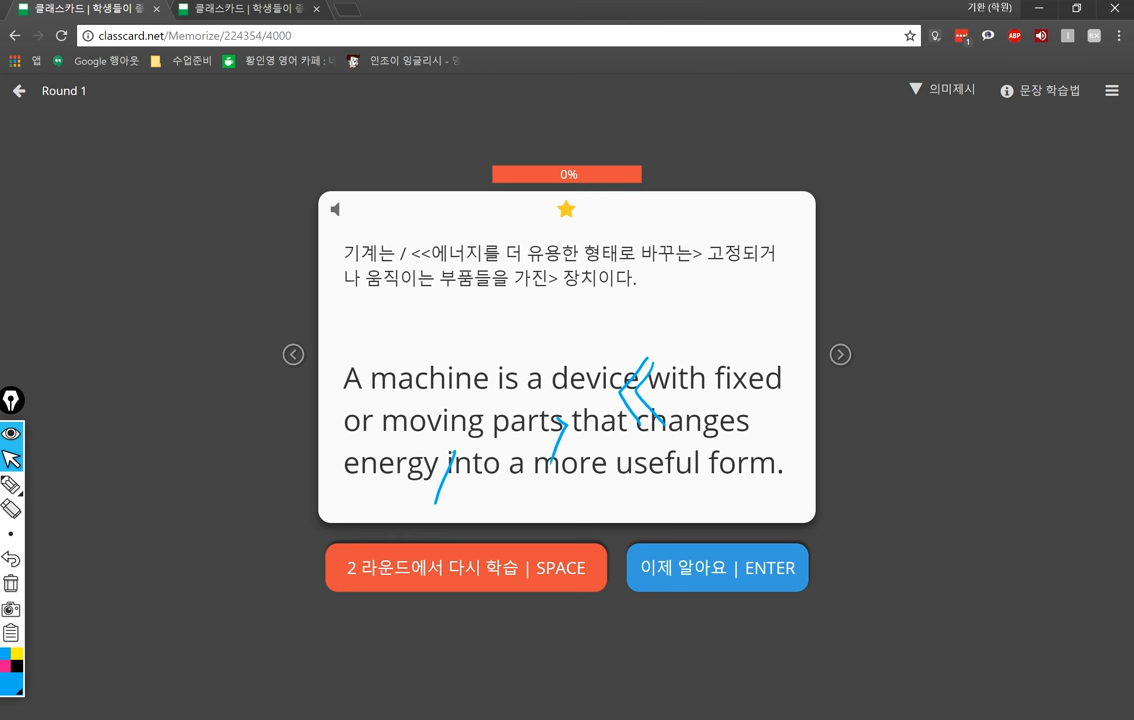 클래스카드 | 학생들이 좋
클래스카드 | 학생들이 좋
기환 (학원)
classcard.net/Memorize/224354/4000
앱
Google 행아웃
수업준비
황인영 영어 카페 : 네
인조이 잉글리시 -
Round 1
의미제시
문장 학습법
0%
기계는 / <<에너지를 더 유용한 형태로 바꾸는> 고정되거
나 움직이는 부품들을 가진> 장치이다.
A machine is a device with fixed
or moving parts that changes
energy into a more useful form.
2 라운드에서 다시 학습 | SPACE
이제 알아요 | ENTER
ABP
1